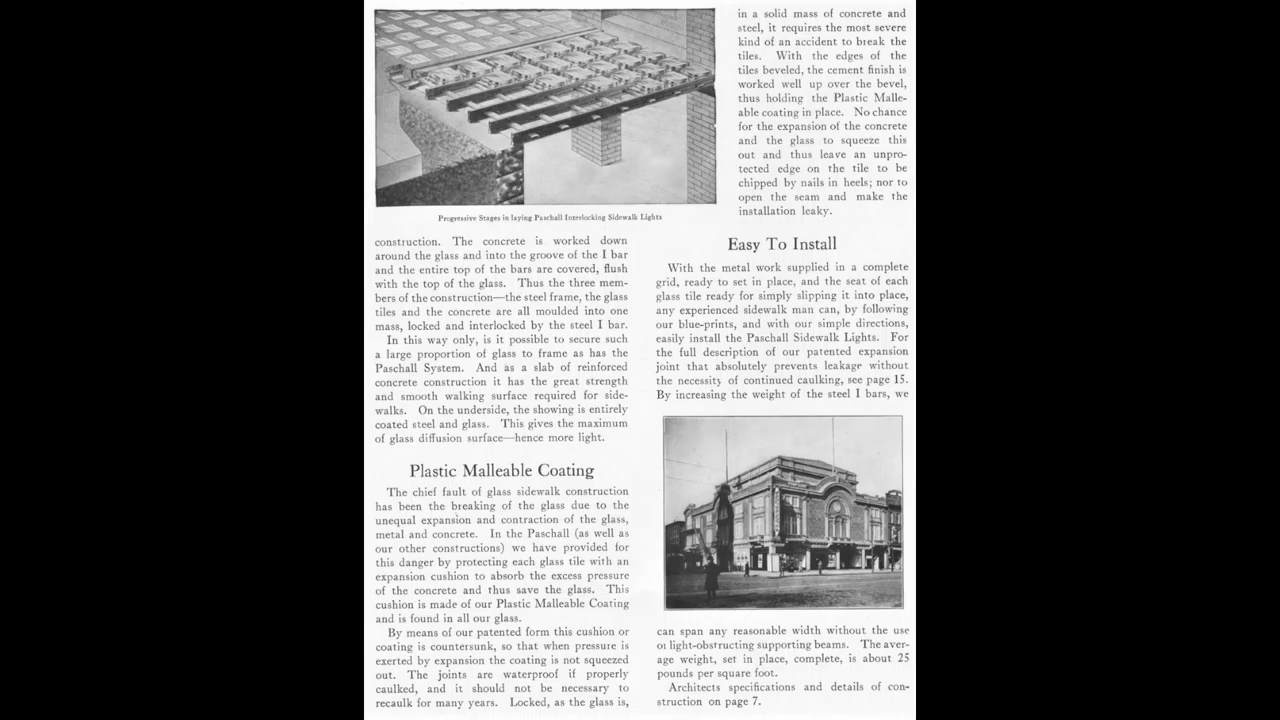 Progressive Stages in laying Paschall Interlocking Sidewalk Lights
construction. The concrete is worked down
around the glass and into the groove of the I bar
and the entire top of the bars are covered, flush
with the top of the glass. Thus the three mem-
bers of the construction—the steel frame, the glass
tiles and the concrete are all moulded into one
mass, locked and interlocked by the steel I bar.
In this way only, is it possible to secure such
a large proportion of glass to frame as has the
Paschall System. And as a slab of reinforced
concrete construction it has the great strength
and smooth walking surface required for side-
walks. On the underside, the showing is entirely
coated steel and glass. This gives the maximum
of glass diffusion surface—hence more light.
Plastic Malleable Coating
The chief fault of glass sidewalk construction
has been the breaking of the glass due to the
unequal expansion and contraction of the glass,
metal and concrete. In the Paschall (as well as
our other constructions) we have provided for
this danger by protecting each glass tile with an
expansion cushion to absorb the excess pressure
of the concrete and thus save the glass. This
cushion is made of our Plastic Malleable Coating
and is found in all our glass.
By means of our patented form this cushion or
coating is countersunk, so that when pressure is
exerted by expansion the coating is not squeezed
out. The joints are waterproof if properly
caulked, and it should not be necessary to
recaulk for many years. Locked, as the glass is,
in a solid mass of concrete and
steel, it requires the most severe
kind of an accident to break the
tiles. With the edges of the
tiles beveled, the cement finish is
worked well up over the bevel,
thus holding the Plastic Malle-
able coating in place. No chance
for the expansion of the concrete
and the glass to squeeze this
out and thus leave an unpro-
tected edge on the tile to be
chipped by nails in heels; nor to
open the seam and make the
installation leaky.
Easy To Install
With the metal work supplied in a complete
grid, ready to set in place, and the seat of each
glass tile ready for simply slipping it into place,
any experienced sidewalk man can, by following
our blue-prints, and with our simple directions,
easily install the Paschall Sidewalk Lights. For
the full description of our patented expansion
joint that absolutely prevents leakage without
the necessity of continued caulking, see page 15.
By increasing the weight of the steel I bars, we
can span any reasonable width without the use
or light-obstructing supporting beams. The aver-
age weight, set in place, complete, is about 25
pounds per square foot.
Architects specifications and details of con-
struction on page 7.